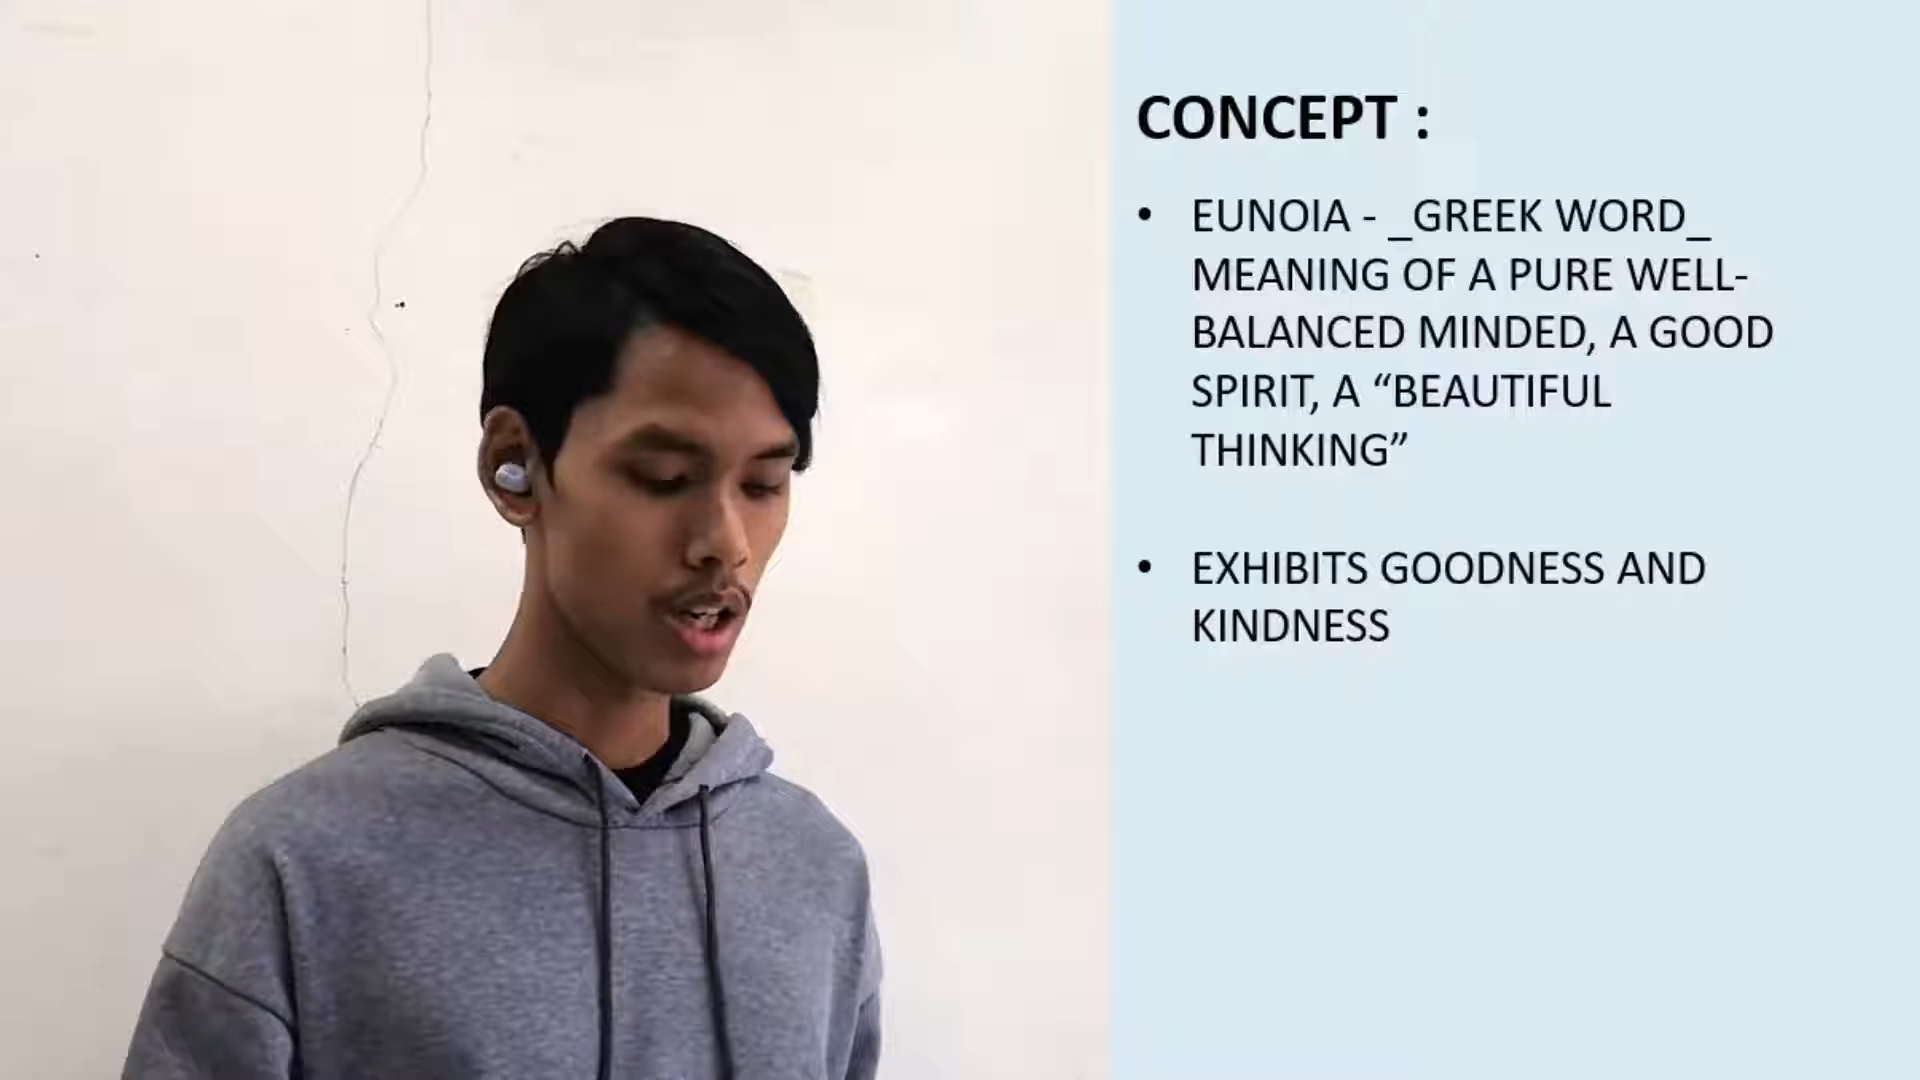 CONCEPT :
• EUNOIA - _GREEK WORD_
MEANING OF A PURE WELL-
BALANCED MINDED, A GOOD
SPIRIT, A “BEAUTIFUL
THINKING”
• EXHIBITS GOODNESS AND
KINDNESS